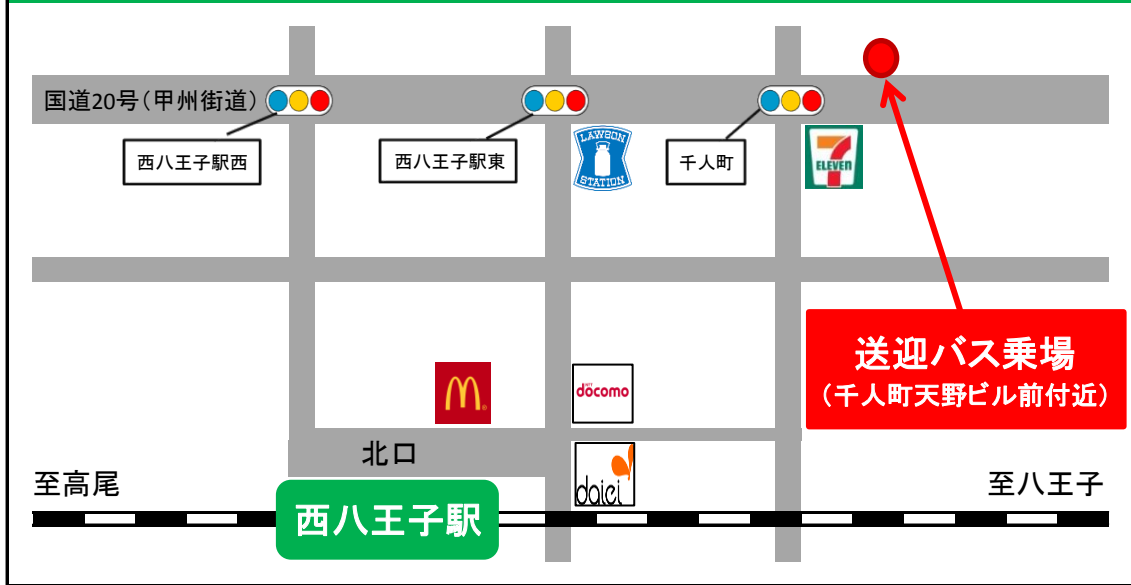 国道20号(甲州街道)
西八王子駅西
西八王子駅東
LAWSON
STATION
千人町
7
ELEVEN
送迎バス乗場
(千人町天野ビル前付近)
M
docomo
北口
daiei
至高尾
至八王子
西八王子駅